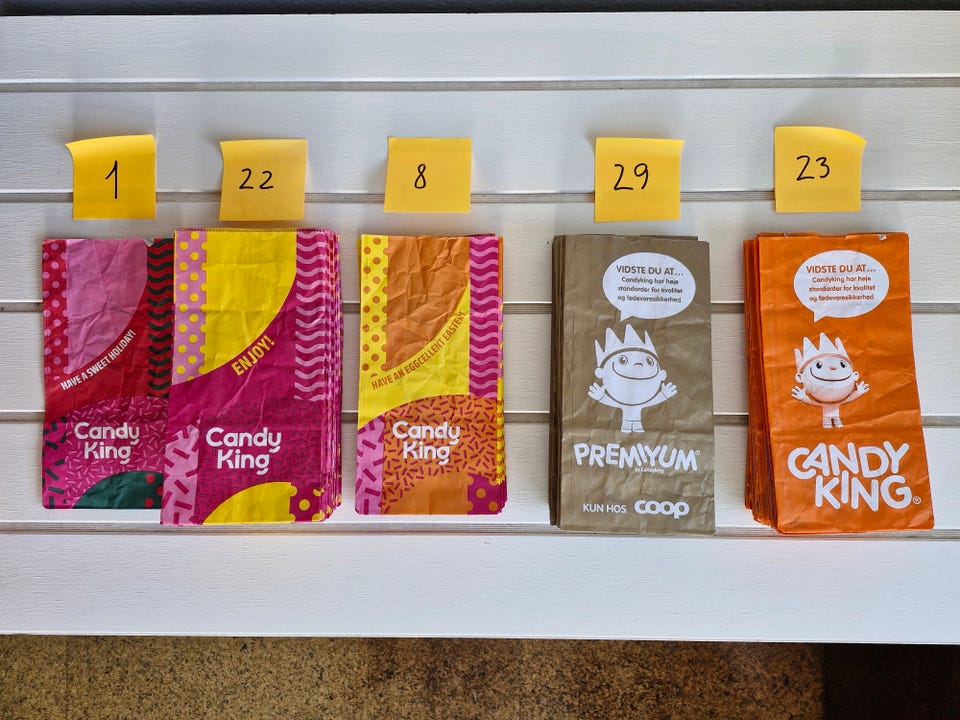 1
22
8
29
23
HAVE A SWEET HOLIDAY!
Candy
King
ENJOY!
Candy
King
HAVE AN EGGCELLENT EASTER!
Candy
King
VIDSTE DU AT...
Candyking har høje
standarder for kvalitet
og fødevaresikkerhed.
PREMIYUM®
by Candyking
KUN HOS coop
VIDSTE DU AT...
Candyking har høje
standarder for kvalitet
og fødevaresikkerhed.
CANDY
KING®